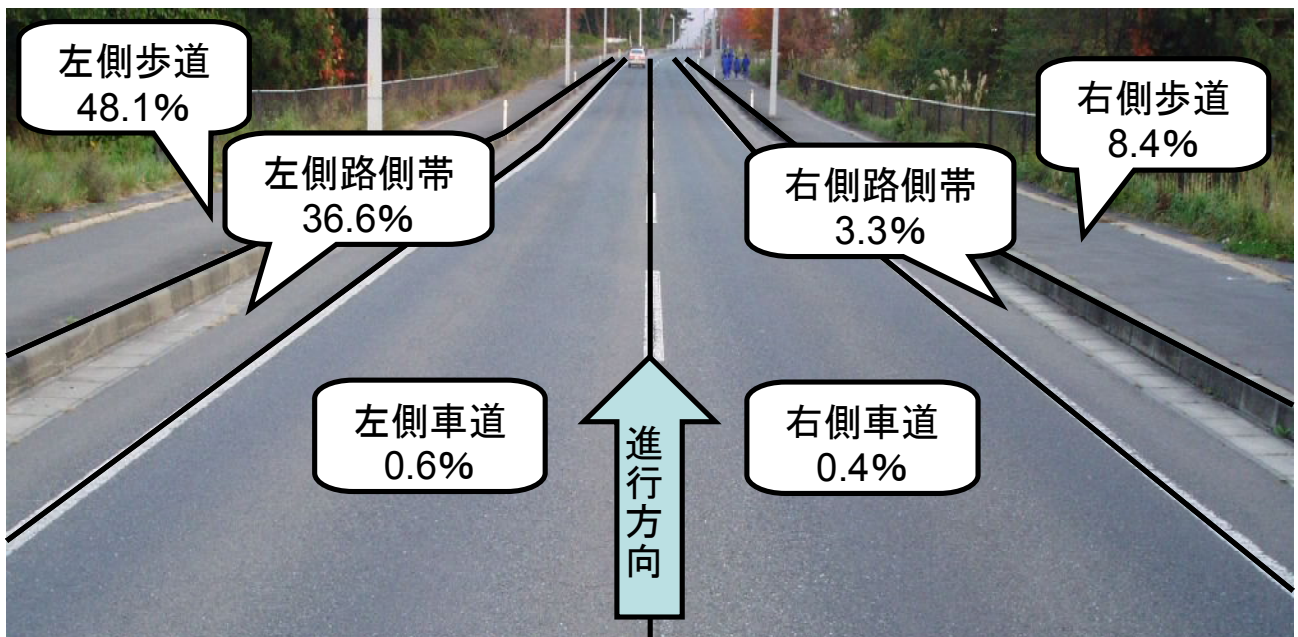 左側歩道
48.1%
左側路側帯
36.6%
右側歩道
8.4%
右側路側帯
3.3%
左側車道
0.6%
右側車道
0.4%
進行方向